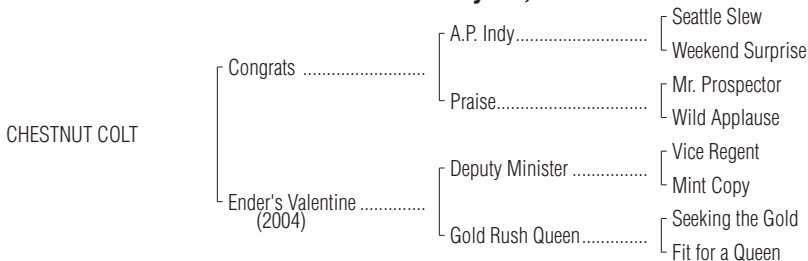 Seattle Slew
A.P. Indy..............................
Weekend Surprise
Congrats ............................
Mr. Prospector
Praise..................................
Wild Applause
CHESTNUT COLT
Vice Regent
Deputy Minister .................
Mint Copy
Ender's Valentine ...............
(2004)
Seeking the Gold
Gold Rush Queen...............
Fit for a Queen